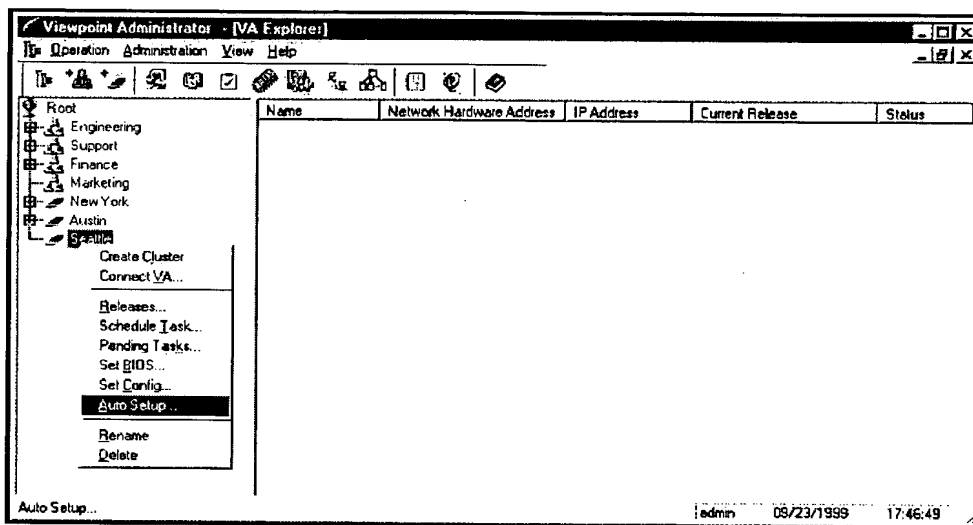 Viewpoint Administrator - [VA Explorer]
Operation Administration View Help
Name Network Hardware Address IP Address Current Release Status
Root
Engineering
Support
Finance
Marketing
New York
Austin
Seattle
Create Cluster
Connect VA...
Releases...
Schedule Task...
Pending Tasks...
Set BIOS...
Set Config...
Auto Setup...
Rename
Delete
Auto Setup... admin 09/23/1999 17:46:49